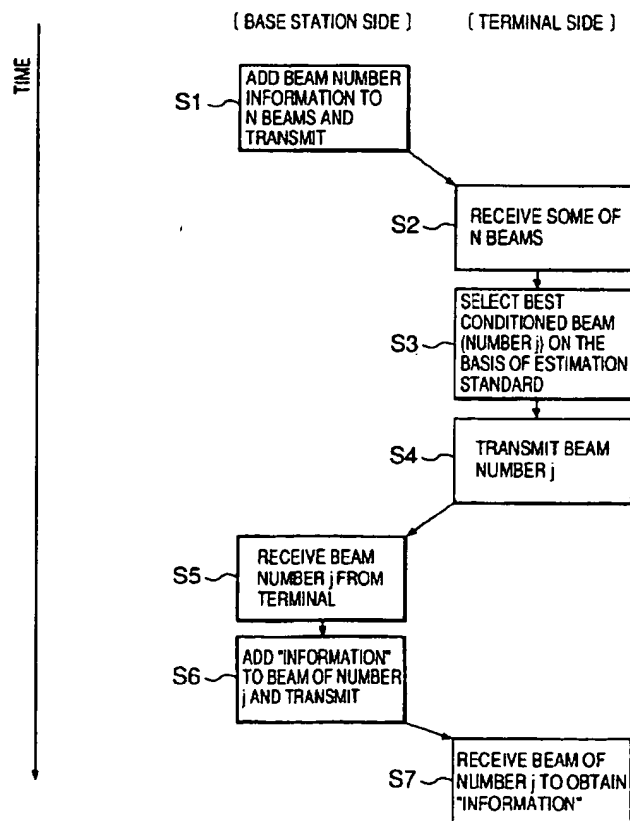 [ BASE STATION SIDE ] [ TERMINAL SIDE ]
TIME
S1
ADD BEAM NUMBER
INFORMATION TO
N BEAMS AND
TRANSMIT
S2
RECEIVE SOME OF
N BEAMS
S3
SELECT BEST
CONDITIONED BEAM
(NUMBER j) ON THE
BASIS OF ESTIMATION
STANDARD
S4
TRANSMIT BEAM
NUMBER j
S5
RECEIVE BEAM
NUMBER j FROM
TERMINAL
S6
ADD "INFORMATION"
TO BEAM OF NUMBER
j AND TRANSMIT
S7
RECEIVE BEAM OF
NUMBER j TO OBTAIN
"INFORMATION"